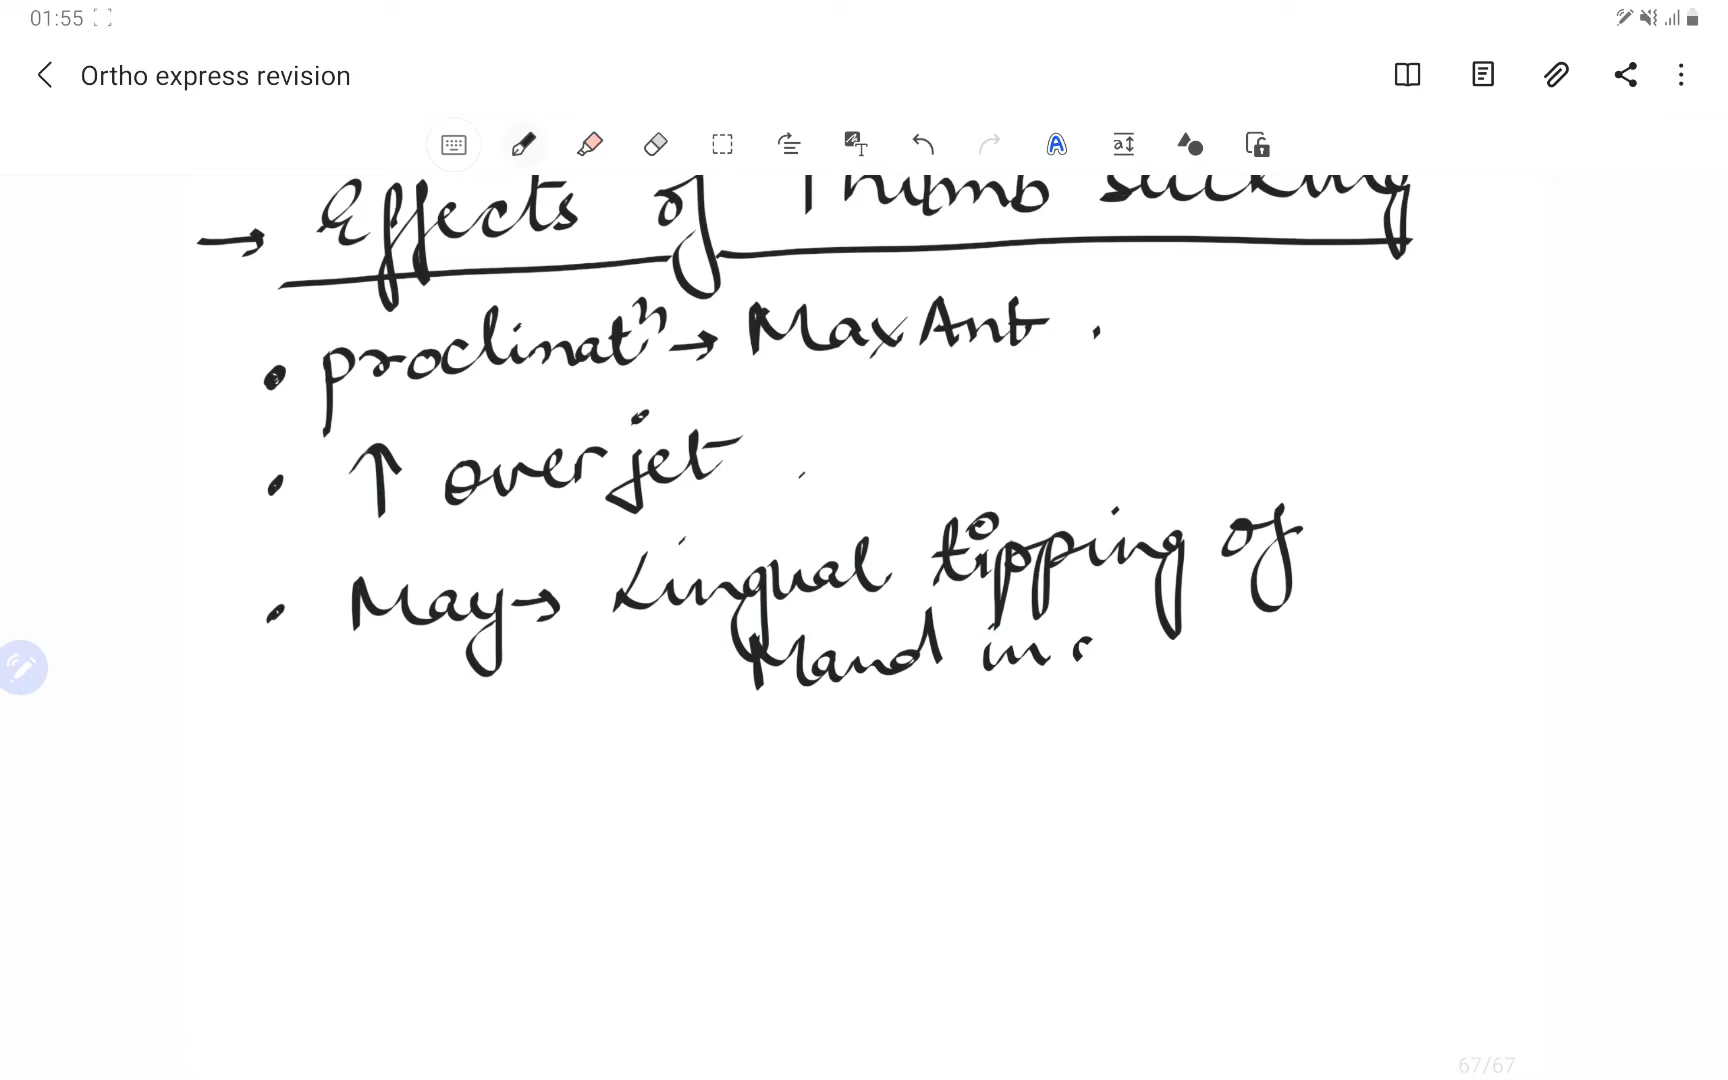 01:55
Ortho express revision
→ Effects of Thumb sucking
• proclinatⁿ → Max Ant .
• ↑ overjet
• May → Lingual tipping of
Mand inc
67/67